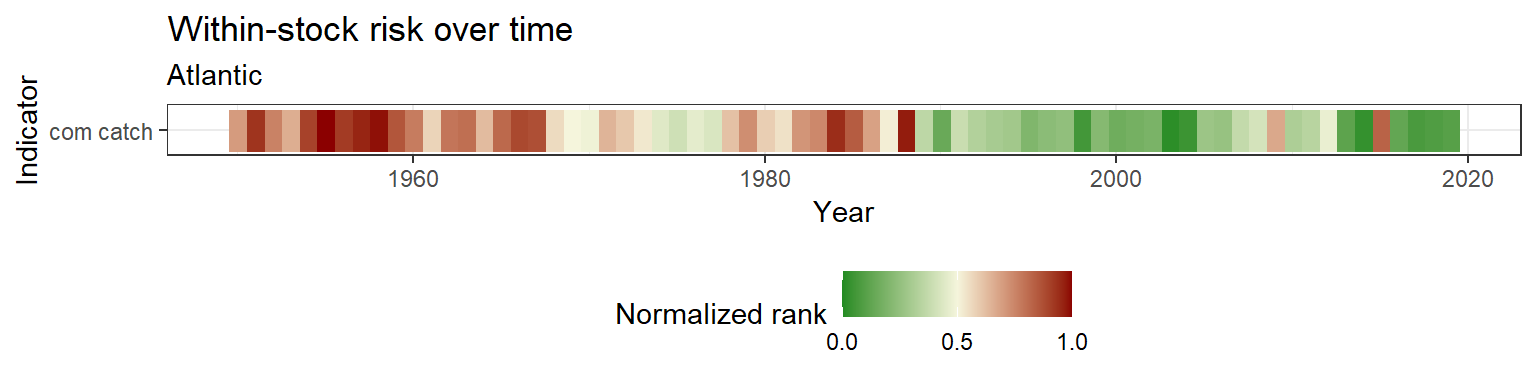 Within-stock risk over time
Atlantic
Indicator
com catch
1960 1980 2000 2020
Year
Normalized rank
0.0 0.5 1.0